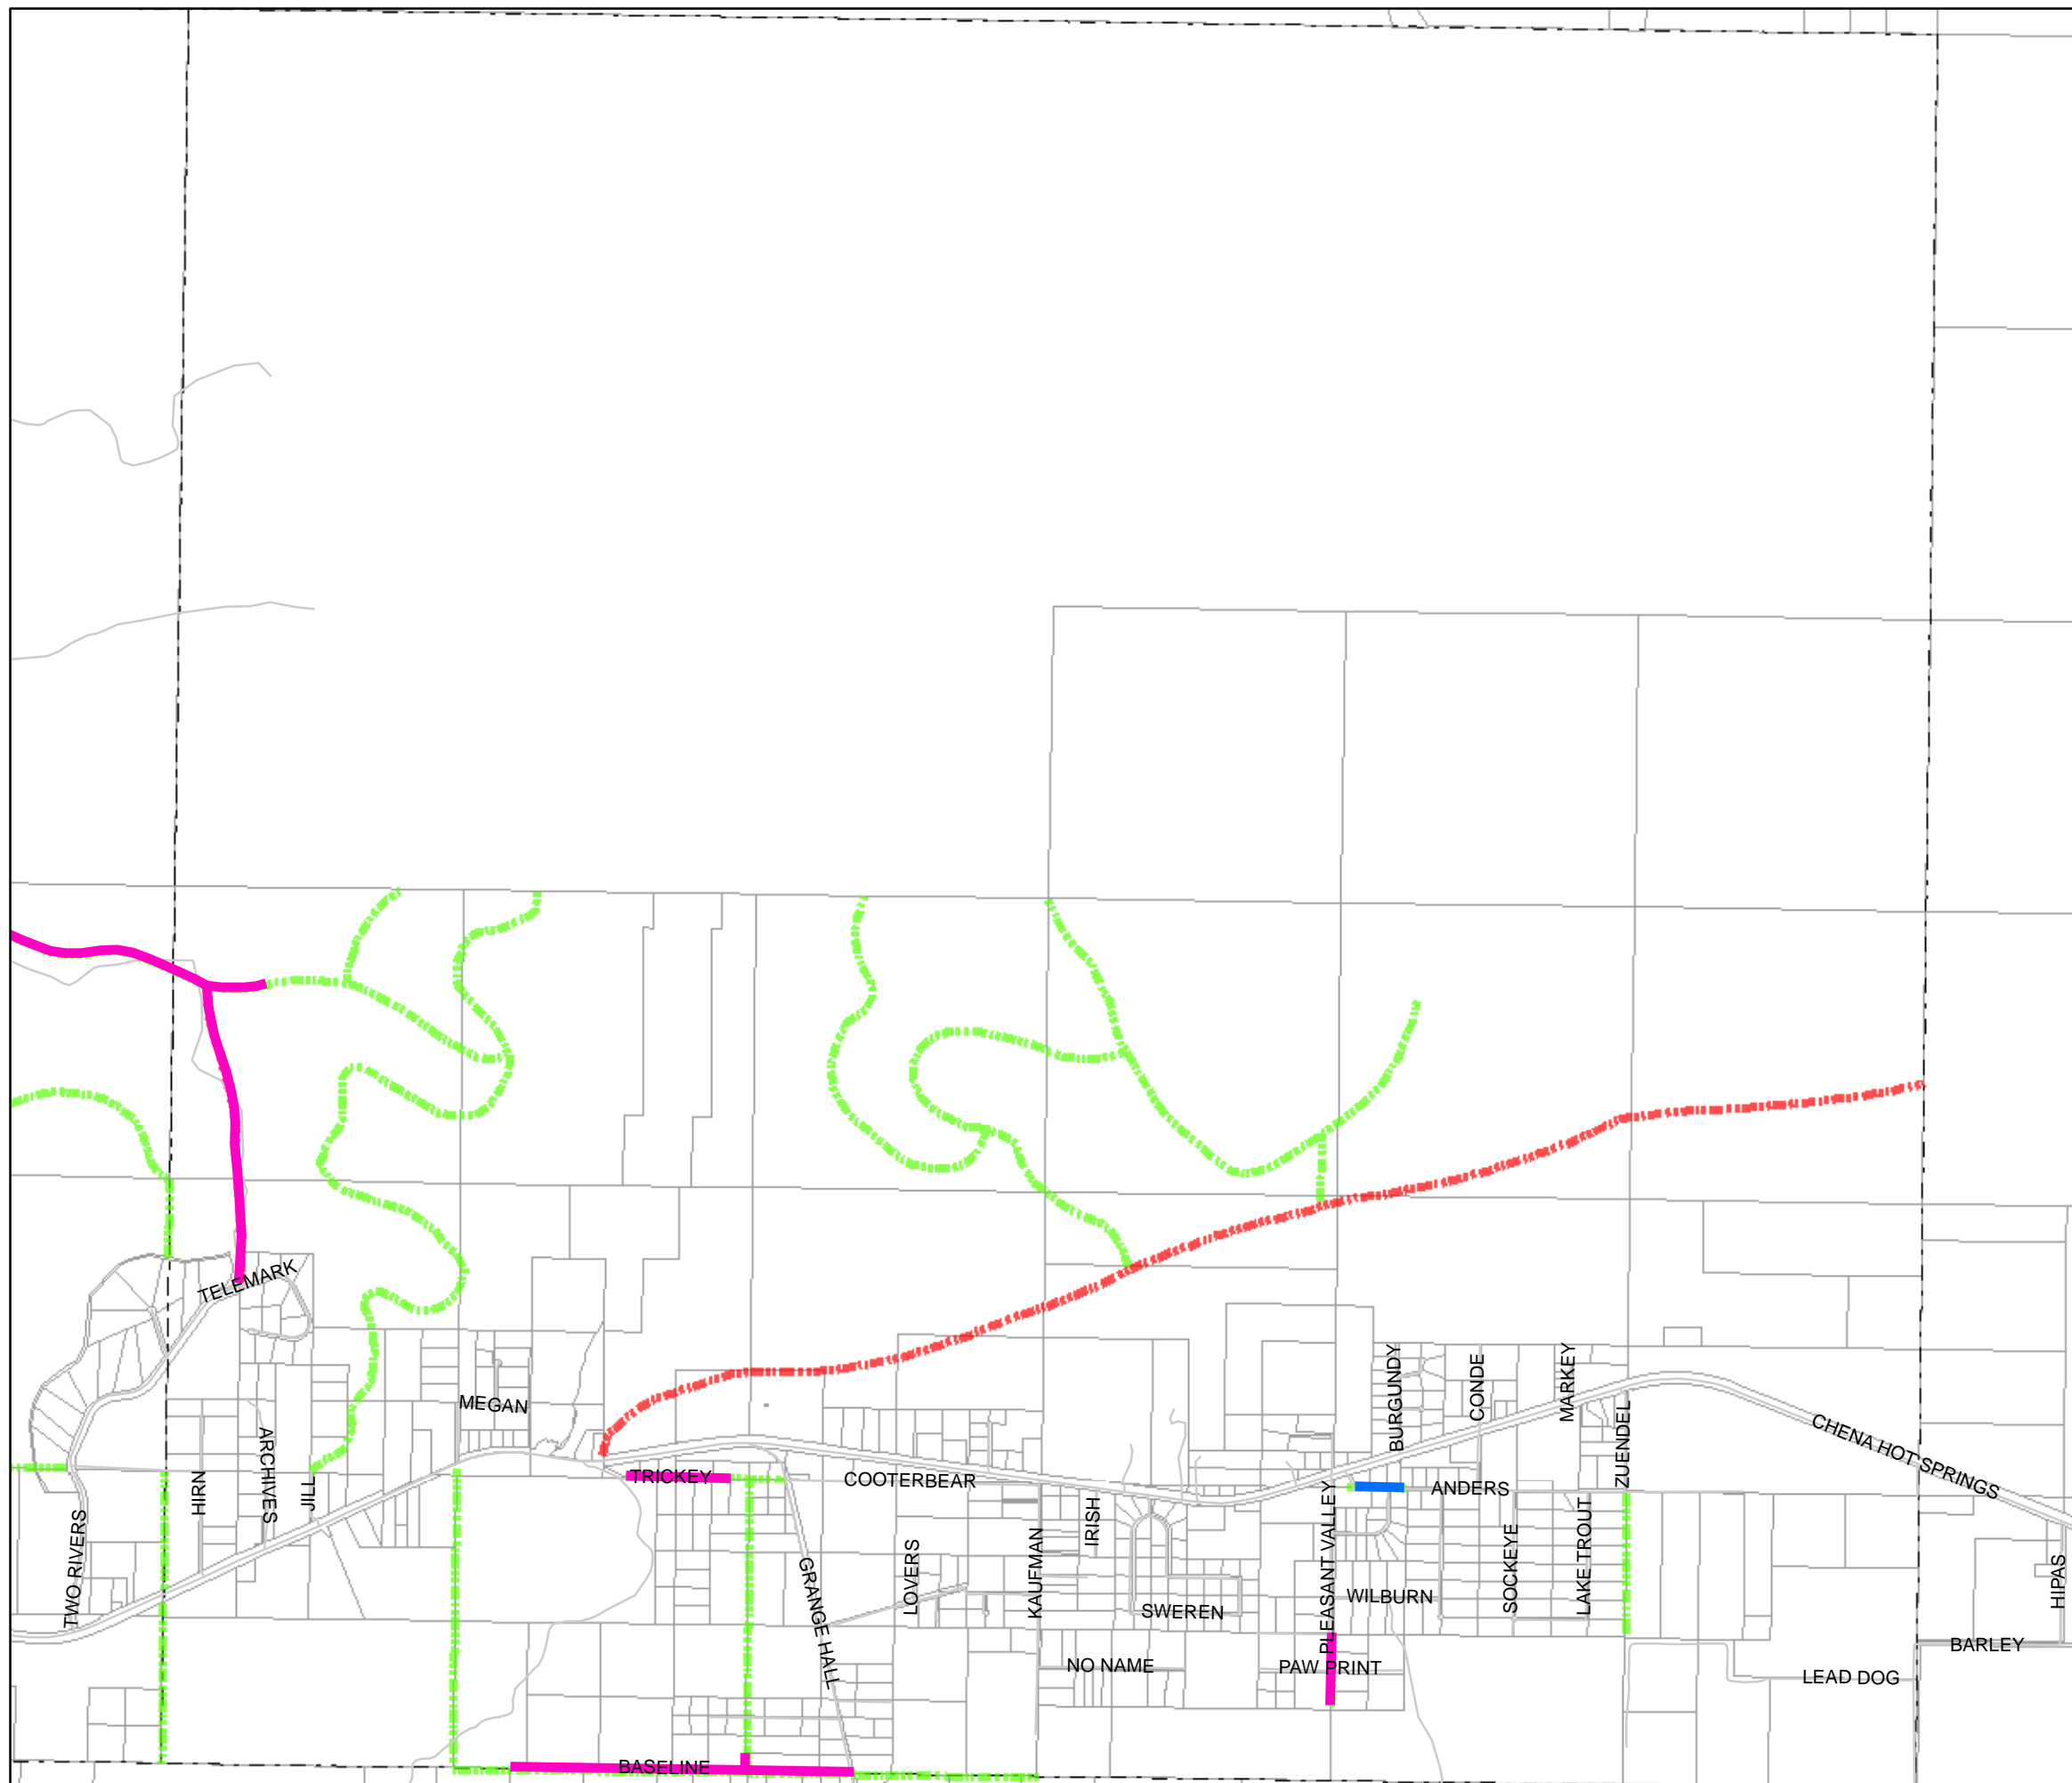 TELEMARK
BURGUNDY
CONDE
MARKEY
MEGAN
ZUENDEL
CHENA HOT SPRINGS
HIRN
ARCHIVES
JILL
TRICKEY
COOTERBEAR
ANDERS
TWO RIVERS
GRANGE HALL
LOVERS
KAUFMAN
IRISH
PLEASANT VALLEY
SOCKEYE
LAKE TROUT
HIPAS
WILBURN
SWEREN
BARLEY
NO NAME
PAW PRINT
LEAD DOG
BASELINE